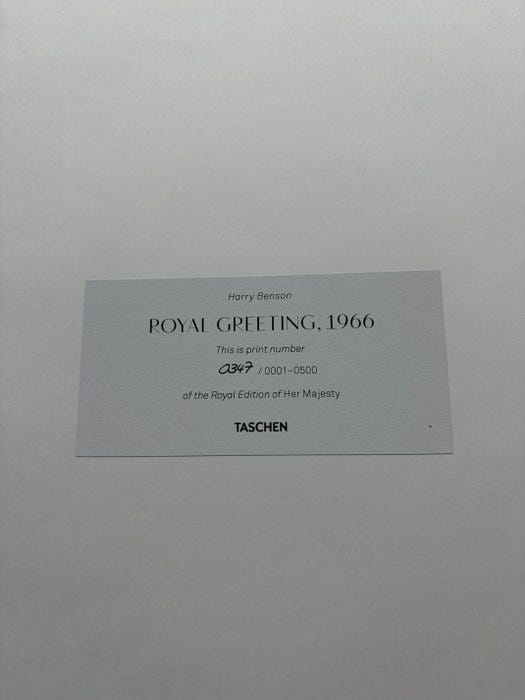 Harry Benson
ROYAL GREETING, 1966
This is print number
0347 / 0001–0500
of the Royal Edition of Her Majesty
TASCHEN